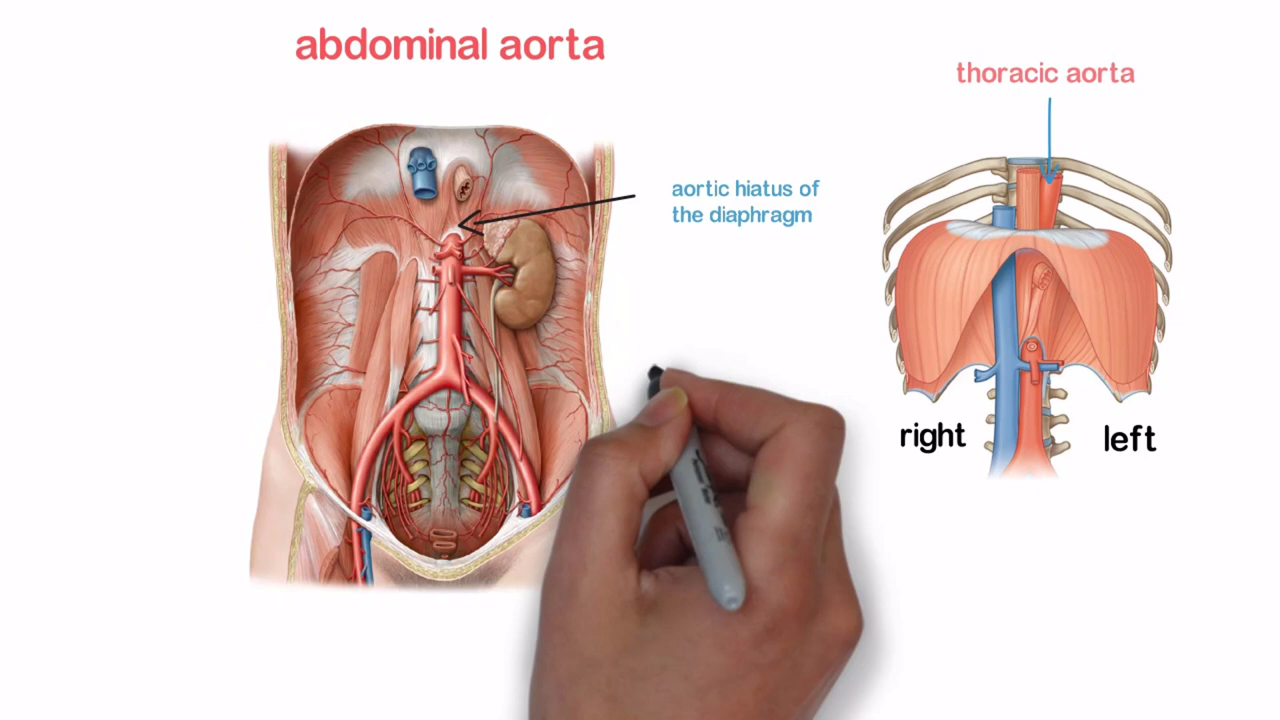 abdominal aorta
thoracic aorta
aortic hiatus of
the diaphragm
right
left